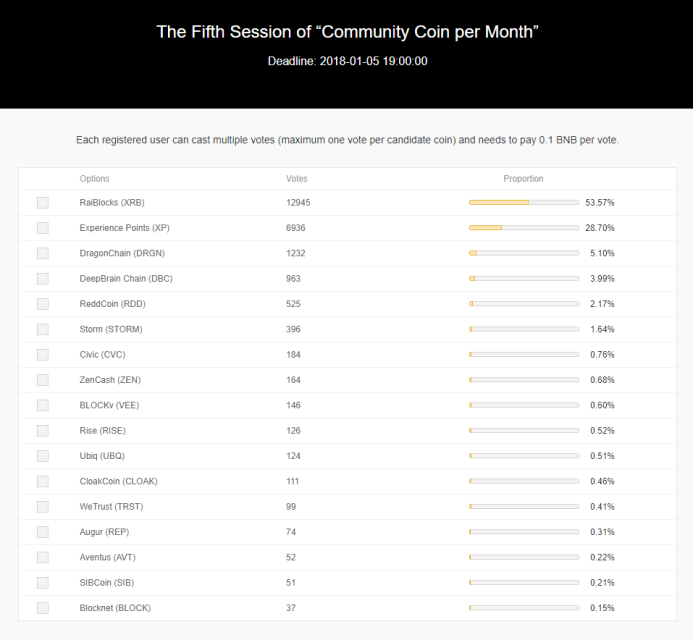 The Fifth Session of “Community Coin per Month”
Deadline: 2018-01-05 19:00:00
Each registered user can cast multiple votes (maximum one vote per candidate coin) and needs to pay 0.1 BNB per vote.
Options Votes Proportion
RaiBlocks (XRB) 12945 53.57%
Experience Points (XP) 6936 28.70%
DragonChain (DRGN) 1232 5.10%
DeepBrain Chain (DBC) 963 3.99%
ReddCoin (RDD) 525 2.17%
Storm (STORM) 396 1.64%
Civic (CVC) 184 0.76%
ZenCash (ZEN) 164 0.68%
BLOCKv (VEE) 146 0.60%
Rise (RISE) 126 0.52%
Ubiq (UBQ) 124 0.51%
CloakCoin (CLOAK) 111 0.46%
WeTrust (TRST) 99 0.41%
Augur (REP) 74 0.31%
Aventus (AVT) 52 0.22%
SIBCoin (SIB) 51 0.21%
Blocknet (BLOCK) 37 0.15%